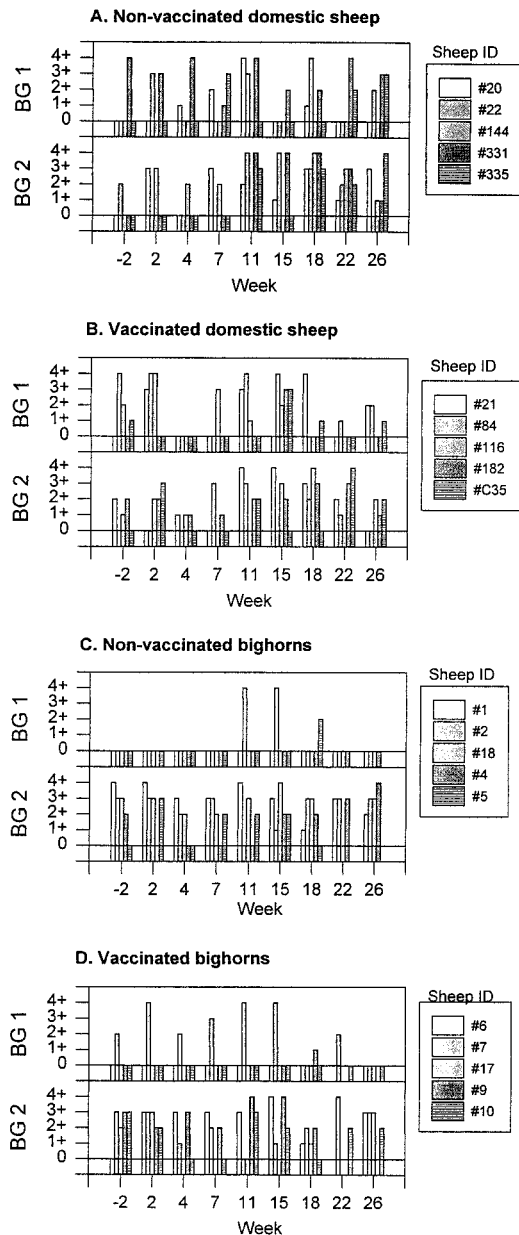 A. Non-vaccinated domestic sheep
BG 1
4+
3+
2+
1+
0
BG 2
4+
3+
2+
1+
0
-2 2 4 7 11 15 18 22 26
Week
Sheep ID
#20
#22
#144
#331
#335
B. Vaccinated domestic sheep
BG 1
4+
3+
2+
1+
0
BG 2
4+
3+
2+
1+
0
-2 2 4 7 11 15 18 22 26
Week
Sheep ID
#21
#84
#116
#182
#C35
C. Non-vaccinated bighorns
BG 1
4+
3+
2+
1+
0
BG 2
4+
3+
2+
1+
0
-2 2 4 7 11 15 18 22 26
Week
Sheep ID
#1
#2
#18
#4
#5
D. Vaccinated bighorns
BG 1
4+
3+
2+
1+
0
BG 2
4+
3+
2+
1+
0
-2 2 4 7 11 15 18 22 26
Week
Sheep ID
#6
#7
#17
#9
#10